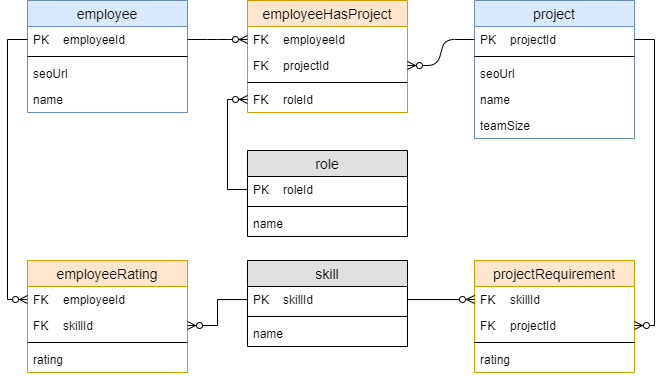 employee
PK employeeId
seoUrl
name
employeeHasProject
FK employeeId
FK projectId
FK roleId
project
PK projectId
seoUrl
name
teamSize
role
PK roleId
name
employeeRating
FK employeeId
FK skillId
rating
skill
PK skillId
name
projectRequirement
FK skillId
FK projectId
rating